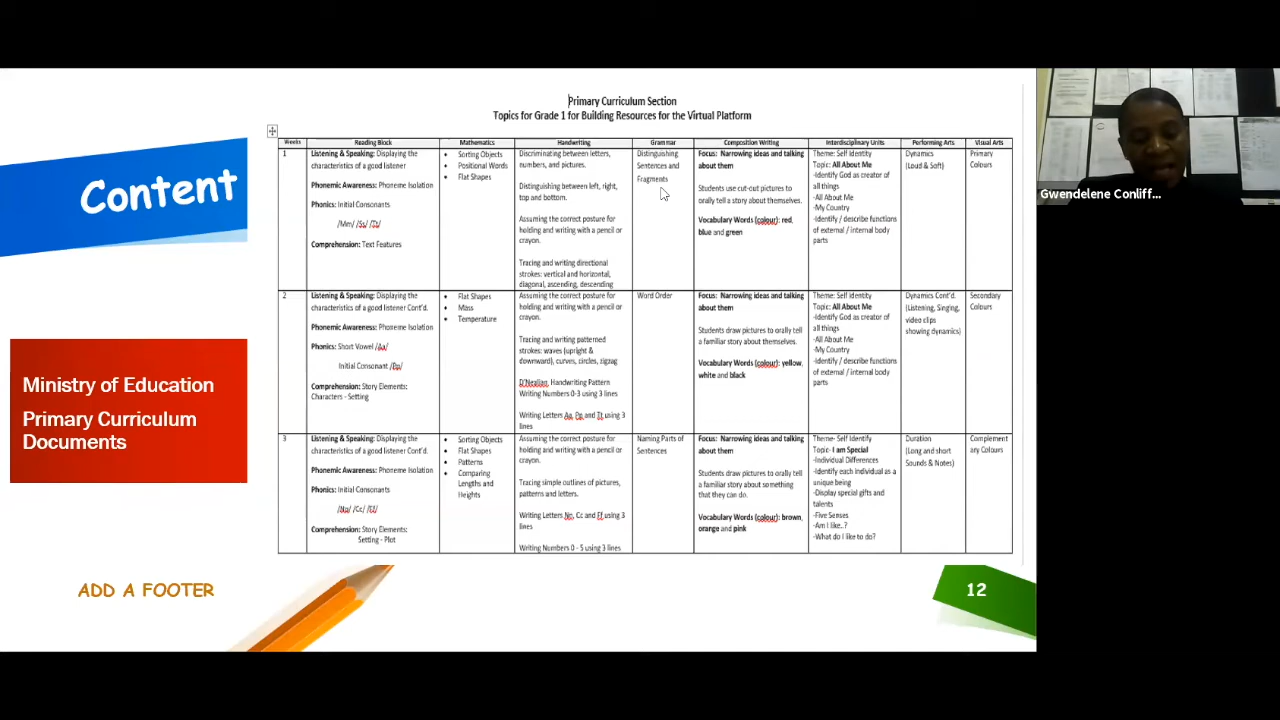 Content
Ministry of Education
Primary Curriculum
Documents
ADD A FOOTER
12
Gwendelene Conliff...
Primary Curriculum Section
Topics for Grade 1 for Building Resources for the Virtual Platform
Weeks
Reading Block
Mathematics
Handwriting
Grammar
Composition Writing
Interdisciplinary Units
Performing Arts
Visual Arts
1
Listening & Speaking: Displaying the
characteristics of a good listener
Phonemic Awareness: Phoneme Isolation
Phonics: Initial Consonants
/Mm/ /Ss/ /Tt/
Comprehension: Text Features
Sorting Objects
Positional Words
Flat Shapes
Discriminating between letters,
numbers, and pictures.
Distinguishing between left, right,
top and bottom.
Assuming the correct posture for
holding and writing with a pencil or
crayon.
Tracing and writing directional
strokes: vertical and horizontal,
diagonal, ascending, descending
Distinguishing
Sentences and
Fragments
Focus: Narrowing ideas and talking
about them
Students use cut-out pictures to
orally tell a story about themselves.
Vocabulary Words (colour): red,
blue and green
Theme: Self Identity
Topic: All About Me
-Identify God as creator of
all things
-All About Me
-My Country
-Identify / describe functions
of external / internal body
parts
Dynamics
(Loud & Soft)
Primary
Colours
2
Listening & Speaking: Displaying the
characteristics of a good listener Cont'd.
Phonemic Awareness: Phoneme Isolation
Phonics: Short Vowel /Aa/
Initial Consonant /Pp/
Comprehension: Story Elements:
Characters - Setting
Flat Shapes
Mass
Temperature
Assuming the correct posture for
holding and writing with a pencil or
crayon.
Tracing and writing patterned
strokes: waves (upright &
downward), curves, circles, zigzag
D'Nealian, Handwriting Pattern
Writing Numbers 0-3 using 3 lines
Writing Letters Aa, Pp and Tt using 3
lines
Word Order
Focus: Narrowing ideas and talking
about them
Students draw pictures to orally tell
a familiar story about themselves.
Vocabulary Words (colour): yellow,
white and black
Theme: Self Identity
Topic: All About Me
-Identify God as creator of
all things
-All About Me
-My Country
-Identify / describe functions
of external / internal body
parts
Dynamics Cont'd.
(Listening, Singing,
video clips
showing dynamics)
Secondary
Colours
3
Listening & Speaking: Displaying the
characteristics of a good listener Cont'd.
Phonemic Awareness: Phoneme Isolation
Phonics: Initial Consonants
/Nn/ /Cc/ /Ff/
Comprehension: Story Elements:
Setting - Plot
Sorting Objects
Flat Shapes
Patterns
Comparing
Lengths and
Heights
Assuming the correct posture for
holding and writing with a pencil or
crayon.
Tracing simple outlines of pictures,
patterns and letters.
Writing Letters Nn, Cc and Ff using 3
lines
Writing Numbers 0 - 5 using 3 lines
Naming Parts of
Sentences
Focus: Narrowing ideas and talking
about them
Students draw pictures to orally tell
a familiar story about something
that they can do.
Vocabulary Words (colour): brown,
orange and pink
Theme- Self Identify
Topic- I am Special
-Individual Differences
-Identify each individual as a
unique being
-Display special gifts and
talents
-Five Senses
-Am I like..?
-What do I like to do?
Duration
(Long and short
Sounds & Notes)
Complement
ary Colours